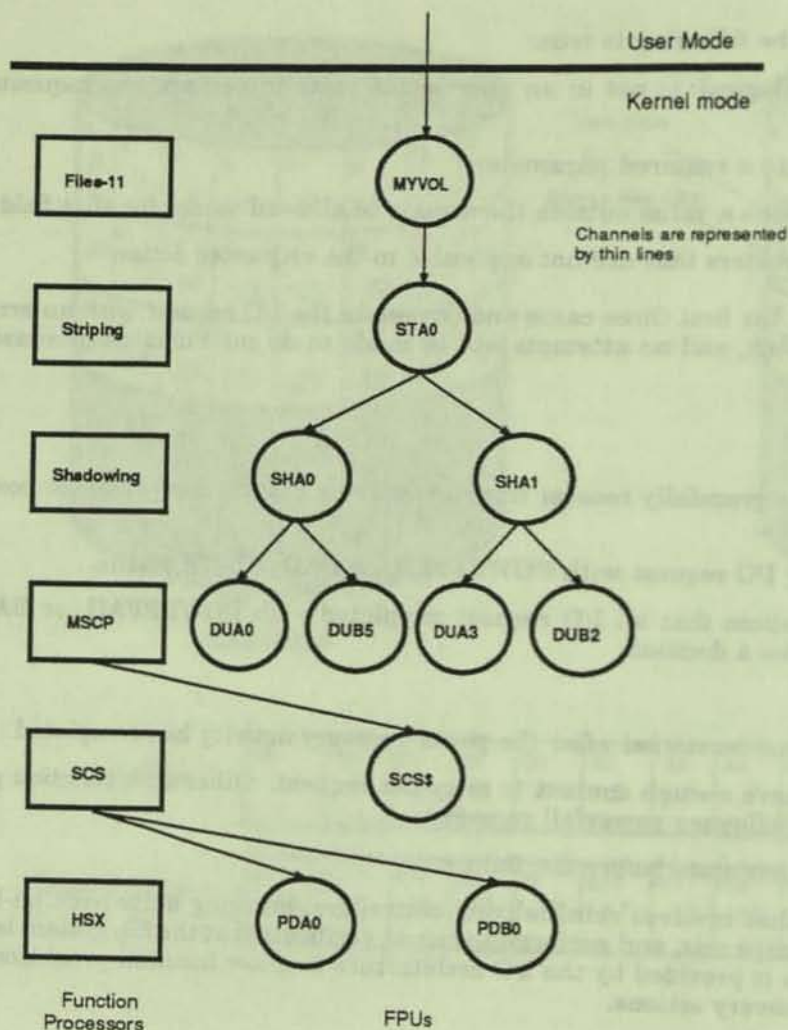 User Mode
Kernel mode
Files-11
MYVOL
Channels are represented
by thin lines
Striping
STA0
Shadowing
SHA0
SHA1
MSCP
DUA0
DUB5
DUA3
DUB2
SCS
SCS$
HSX
PDA0
PDB0
Function
Processors
FPUs